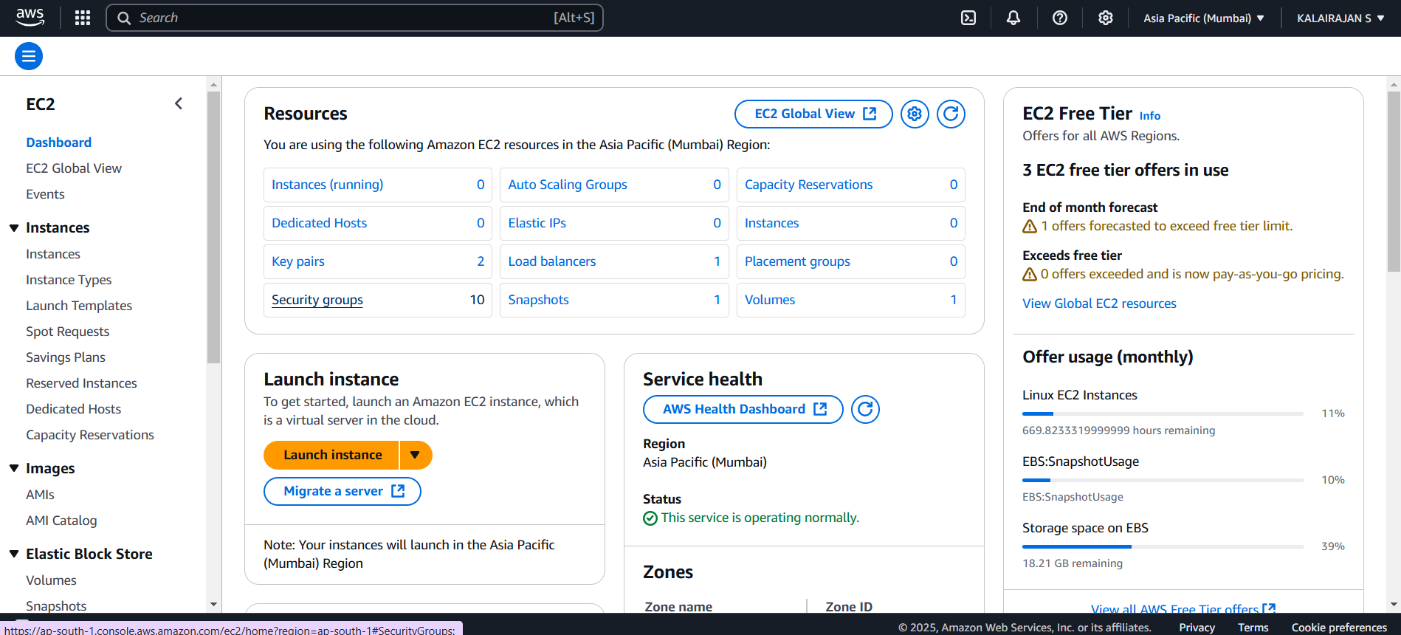 aws
Search [Alt+S]
Asia Pacific (Mumbai) ▼
KALAIRAJAN S ▼
EC2
Dashboard
EC2 Global View
Events
Instances
Instances
Instance Types
Launch Templates
Spot Requests
Savings Plans
Reserved Instances
Dedicated Hosts
Capacity Reservations
Images
AMIs
AMI Catalog
Elastic Block Store
Volumes
Snapshots
Resources
EC2 Global View
You are using the following Amazon EC2 resources in the Asia Pacific (Mumbai) Region:
Instances (running) 0 Auto Scaling Groups 0 Capacity Reservations 0
Dedicated Hosts 0 Elastic IPs 0 Instances 0
Key pairs 2 Load balancers 1 Placement groups 0
Security groups 10 Snapshots 1 Volumes 1
Launch instance
To get started, launch an Amazon EC2 instance, which
is a virtual server in the cloud.
Launch instance
Migrate a server
Note: Your instances will launch in the Asia Pacific
(Mumbai) Region
Service health
AWS Health Dashboard
Region
Asia Pacific (Mumbai)
Status
This service is operating normally.
Zones
Zone name Zone ID
EC2 Free Tier Info
Offers for all AWS Regions.
3 EC2 free tier offers in use
End of month forecast
1 offers forecasted to exceed free tier limit.
Exceeds free tier
0 offers exceeded and is now pay-as-you-go pricing.
View Global EC2 resources
Offer usage (monthly)
Linux EC2 Instances
11%
669.8233319999999 hours remaining
EBS:SnapshotUsage
10%
EBS:SnapshotUsage
Storage space on EBS
39%
18.21 GB remaining
View all AWS Free Tier offers
https://ap-south-1.console.aws.amazon.com/ec2/home?region=ap-south-1#SecurityGroups:
© 2025, Amazon Web Services, Inc. or its affiliates. Privacy Terms Cookie preferences